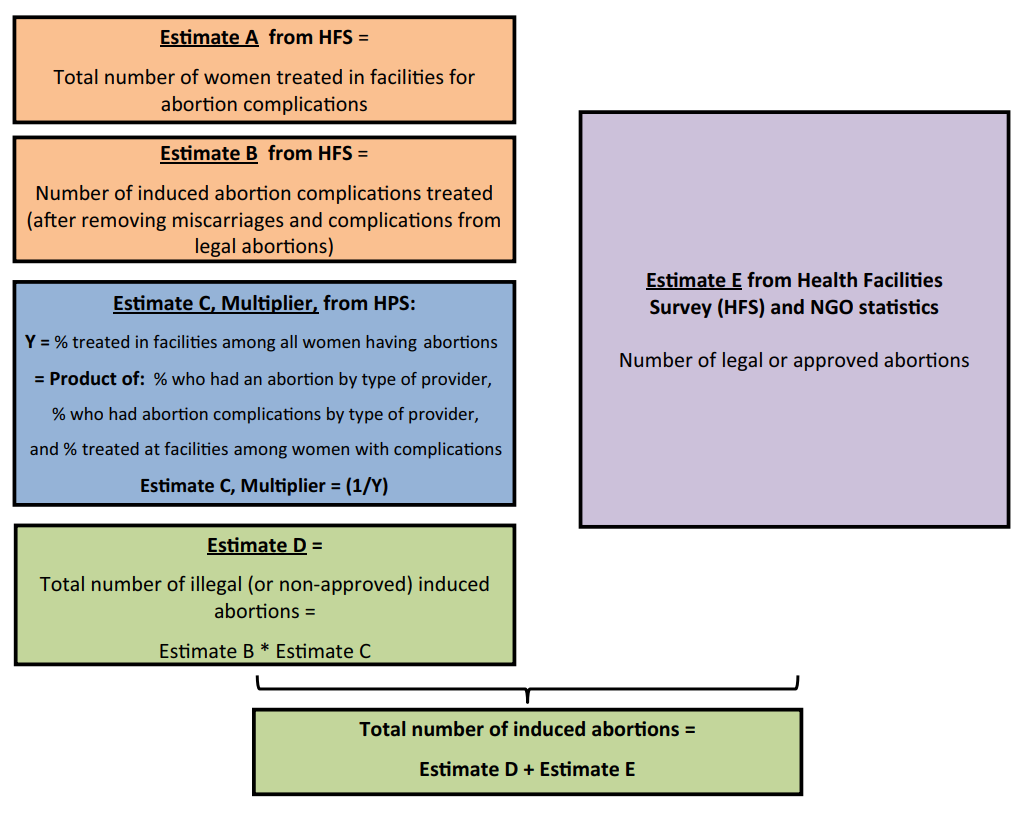 Estimate A from HFS =
Total number of women treated in facilities for
abortion complications
Estimate B from HFS =
Number of induced abortion complications treated
(after removing miscarriages and complications from
legal abortions)
Estimate C, Multiplier, from HPS:
Y = % treated in facilities among all women having abortions
= Product of: % who had an abortion by type of provider,
% who had abortion complications by type of provider,
and % treated at facilities among women with complications
Estimate C, Multiplier = (1/Y)
Estimate D =
Total number of illegal (or non-approved) induced
abortions =
Estimate B * Estimate C
Estimate E from Health Facilities
Survey (HFS) and NGO statistics
Number of legal or approved abortions
Total number of induced abortions =
Estimate D + Estimate E